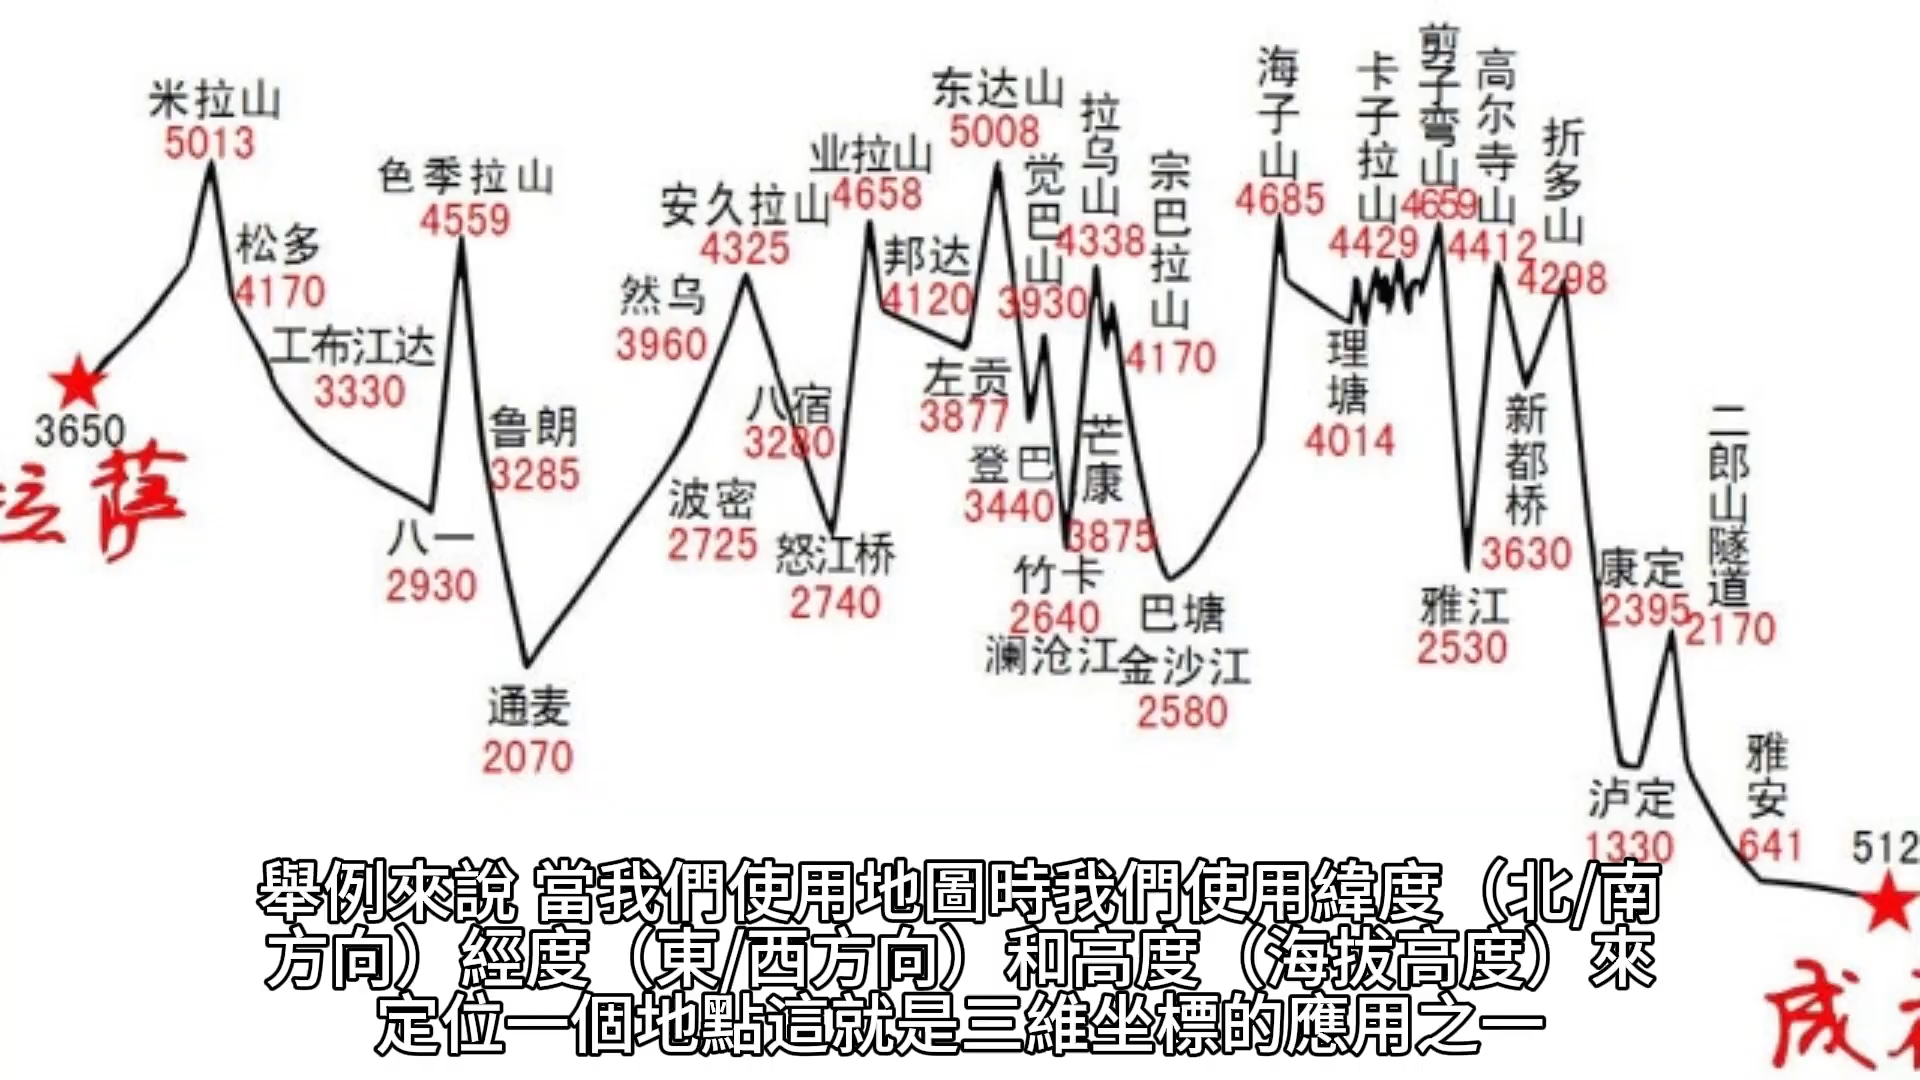 米拉山
5013
松多
4170
工布江达
3330
3650
拉萨
色季拉山
4559
鲁朗
3285
八一
2930
通麦
2070
然乌
3960
安久拉山
4325
波密
2725
八宿
3280
怒江桥
2740
业拉山
4658
邦达
4120
东达山
5008
左贡
3877
觉巴山
3930
登巴
3440
拉乌山
4338
竹卡
2640
澜沧江
芒康
3875
宗巴拉山
4170
巴塘
金沙江
2580
海子山
4685
理塘
4014
卡子拉山
4429
剪子弯山
4659
高尔寺山
4412
雅江
2530
新都桥
3630
折多山
4298
康定
2395
泸定
1330
二郎山隧道
2170
雅安
641
512
成
舉例來說 當我們使用地圖時我們使用緯度（北/南
方向）經度（東/西方向）和高度（海拔高度）來
定位一個地點這就是三維坐標的應用之一